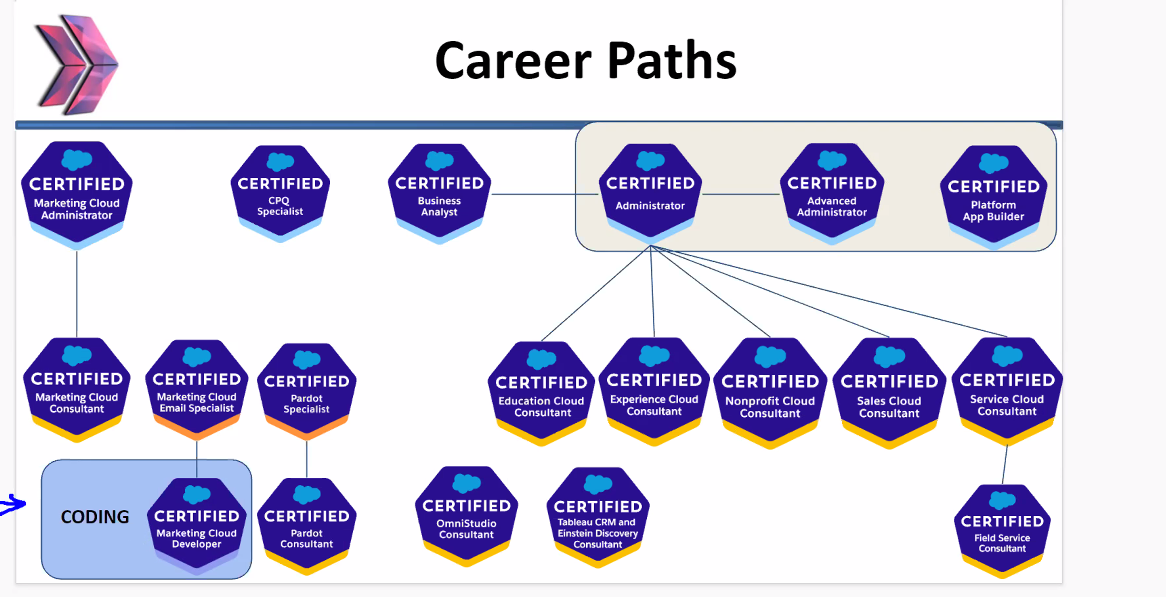 Career Paths
CERTIFIED
Marketing Cloud
Administrator
CERTIFIED
CPQ
Specialist
CERTIFIED
Business
Analyst
CERTIFIED
Administrator
CERTIFIED
Advanced
Administrator
CERTIFIED
Platform
App Builder
CERTIFIED
Marketing Cloud
Consultant
CERTIFIED
Marketing Cloud
Email Specialist
CERTIFIED
Pardot
Specialist
CERTIFIED
Education Cloud
Consultant
CERTIFIED
Experience Cloud
Consultant
CERTIFIED
Nonprofit Cloud
Consultant
CERTIFIED
Sales Cloud
Consultant
CERTIFIED
Service Cloud
Consultant
CODING
CERTIFIED
Marketing Cloud
Developer
CERTIFIED
Pardot
Consultant
CERTIFIED
OmniStudio
Consultant
CERTIFIED
Tableau CRM and
Einstein Discovery
Consultant
CERTIFIED
Field Service
Consultant